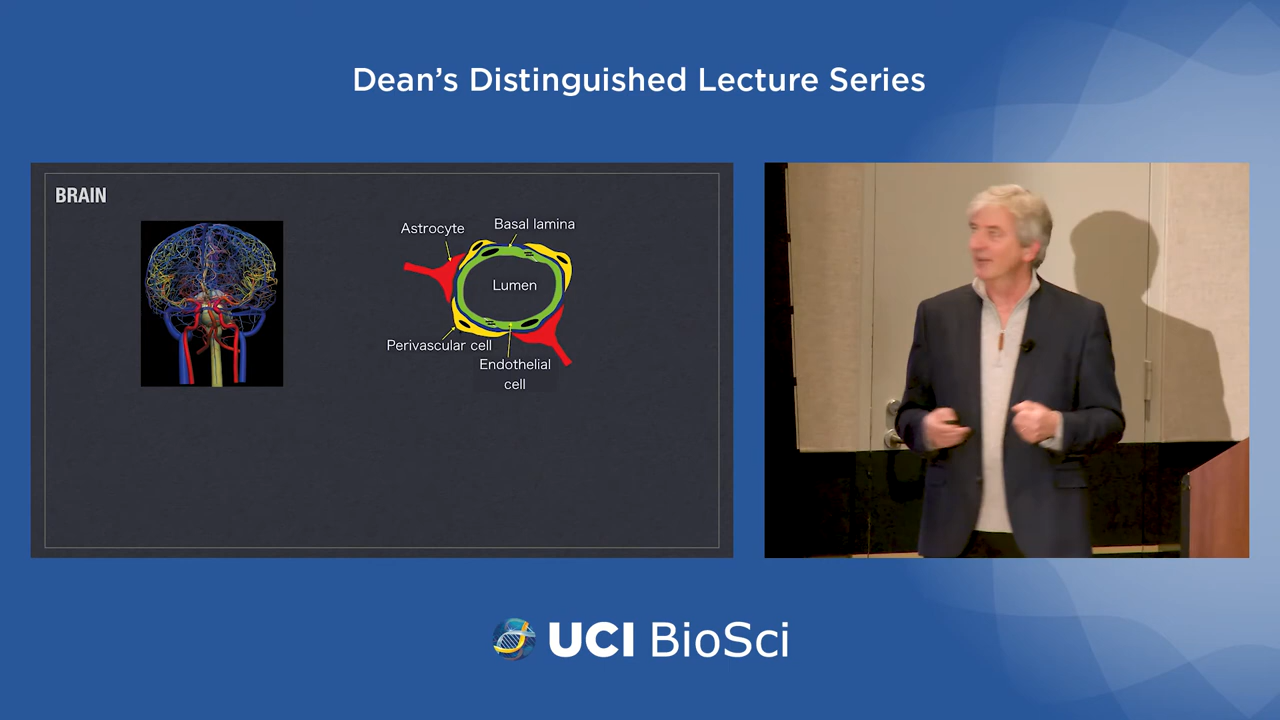 Dean’s Distinguished Lecture Series
BRAIN
Astrocyte
Basal lamina
Lumen
Perivascular cell
Endothelial
cell
UCI BioSci